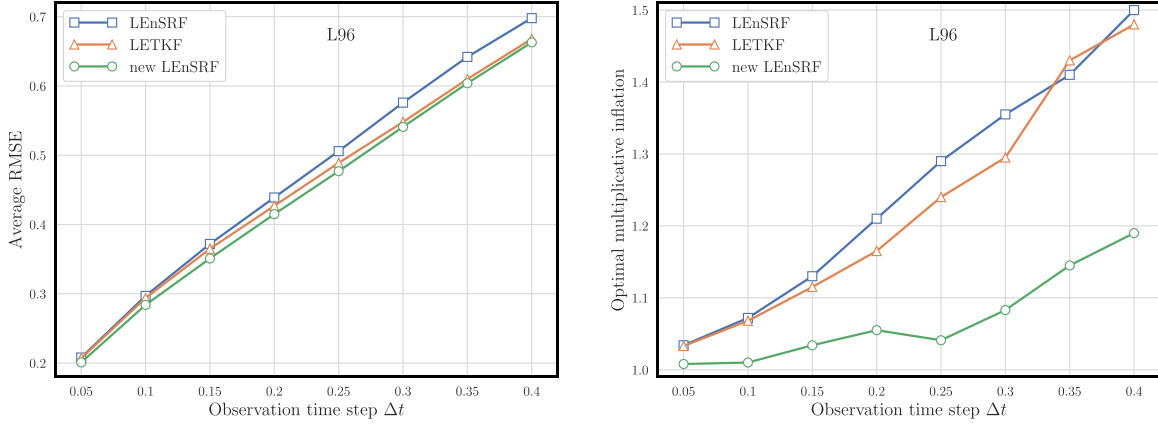 LEnSRF
LETKF
new LEnSRF
L96
0.7
0.6
0.5
0.4
0.3
0.2
Average RMSE
0.05 0.1 0.15 0.2 0.25 0.3 0.35 0.4
Observation time step Δt
LEnSRF
LETKF
new LEnSRF
L96
1.5
1.4
1.3
1.2
1.1
1.0
Optimal multiplicative inflation
0.05 0.1 0.15 0.2 0.25 0.3 0.35 0.4
Observation time step Δt